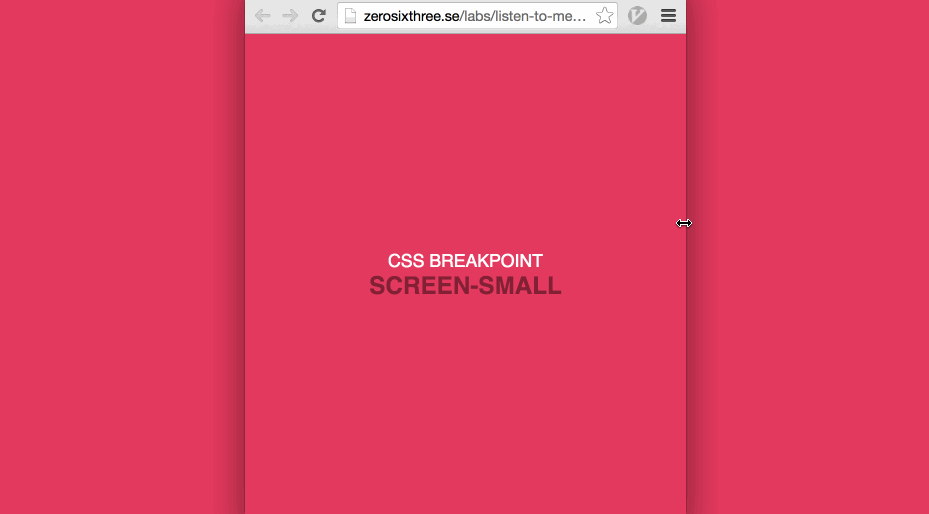 zerosixthree.se/labs/listen-to-me…
CSS BREAKPOINT
SCREEN-SMALL